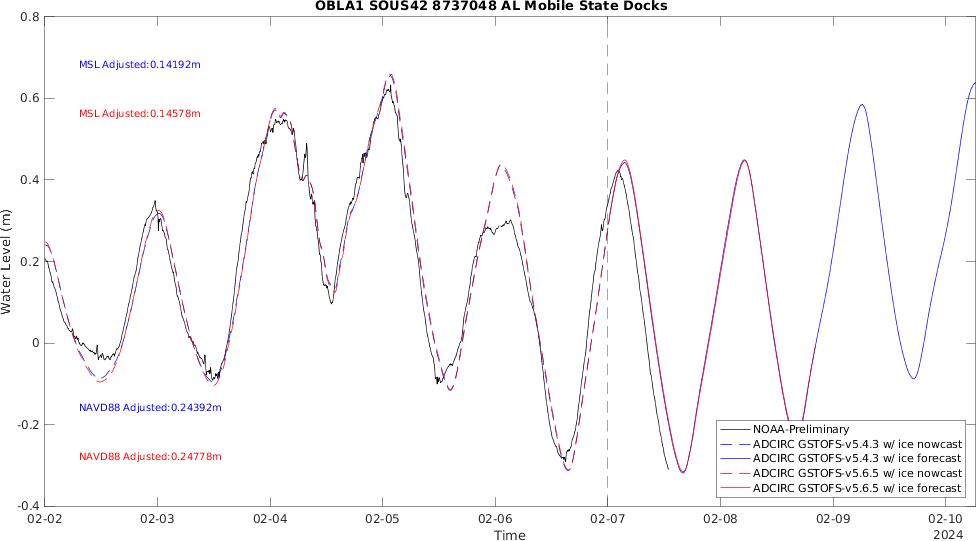 OBLA1 SOUS42 8737048 AL Mobile State Docks
0.8
0.6
0.4
0.2
0
-0.2
-0.4
Water Level (m)
MSL Adjusted:0.14192m
MSL Adjusted:0.14578m
NAVD88 Adjusted:0.24392m
NAVD88 Adjusted:0.24778m
NOAA-Preliminary
ADCIRC GSTOFS-v5.4.3 w/ ice nowcast
ADCIRC GSTOFS-v5.4.3 w/ ice forecast
ADCIRC GSTOFS-v5.6.5 w/ ice nowcast
ADCIRC GSTOFS-v5.6.5 w/ ice forecast
02-02 02-03 02-04 02-05 02-06 02-07 02-08 02-09 02-10
Time
2024